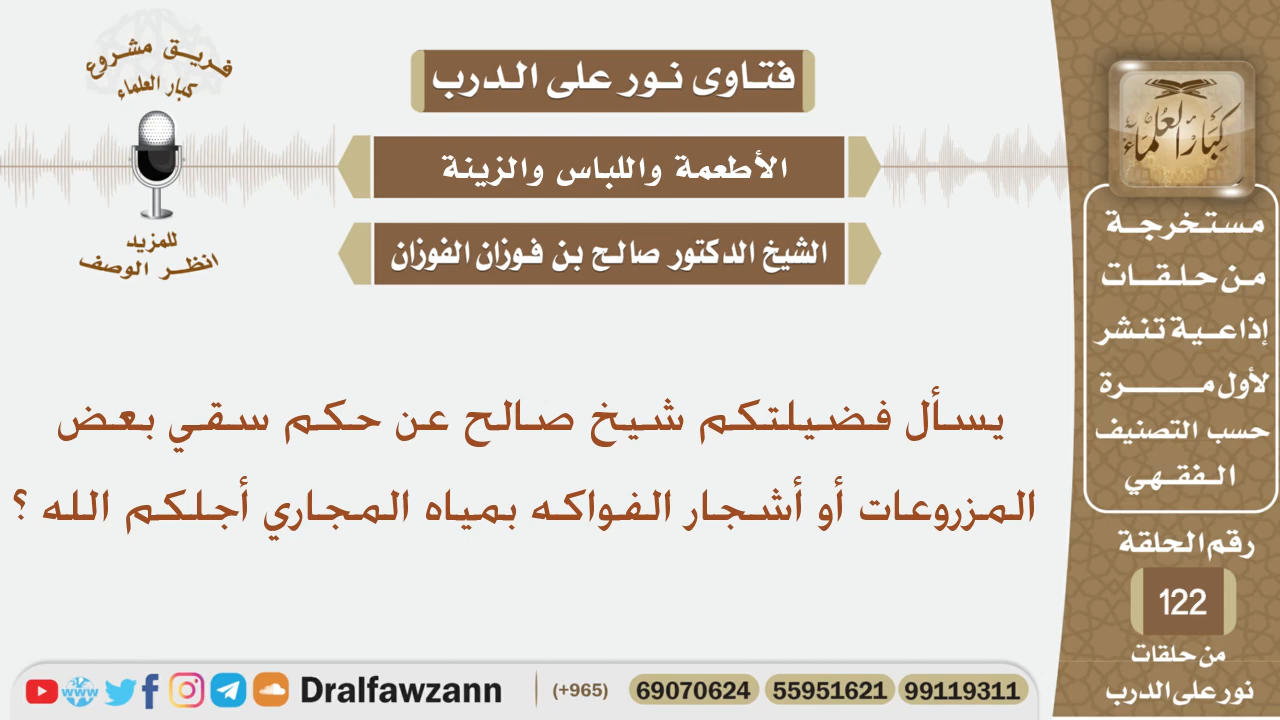 فريق مشروع
كبار العلماء
للمزيد
انظر الوصف
فتاوى نور على الدرب
الأطعمة واللباس والزينة
الشيخ الدكتور صالح بن فوزان الفوزان
يسأل فضيلتكم شيخ صالح عن حكم سقي بعض
المزروعات أو أشجار الفواكه بمياه المجاري أجلكم الله ؟
كبار العلماء
مستخرجة
من حلقات
إذاعية تنشر
لأول مرة
حسب التصنيف
الفقهي
رقم الحلقة
122
من حلقات
نور على الدرب
www
Dralfawzann
(+965)
69070624
55951621
99119311